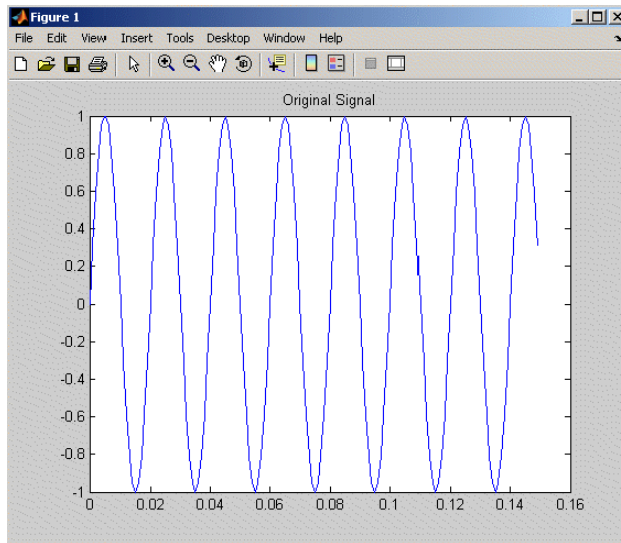 Figure 1
File Edit View Insert Tools Desktop Window Help
Original Signal
1
0.8
0.6
0.4
0.2
0
-0.2
-0.4
-0.6
-0.8
-1
0 0.02 0.04 0.06 0.08 0.1 0.12 0.14 0.16